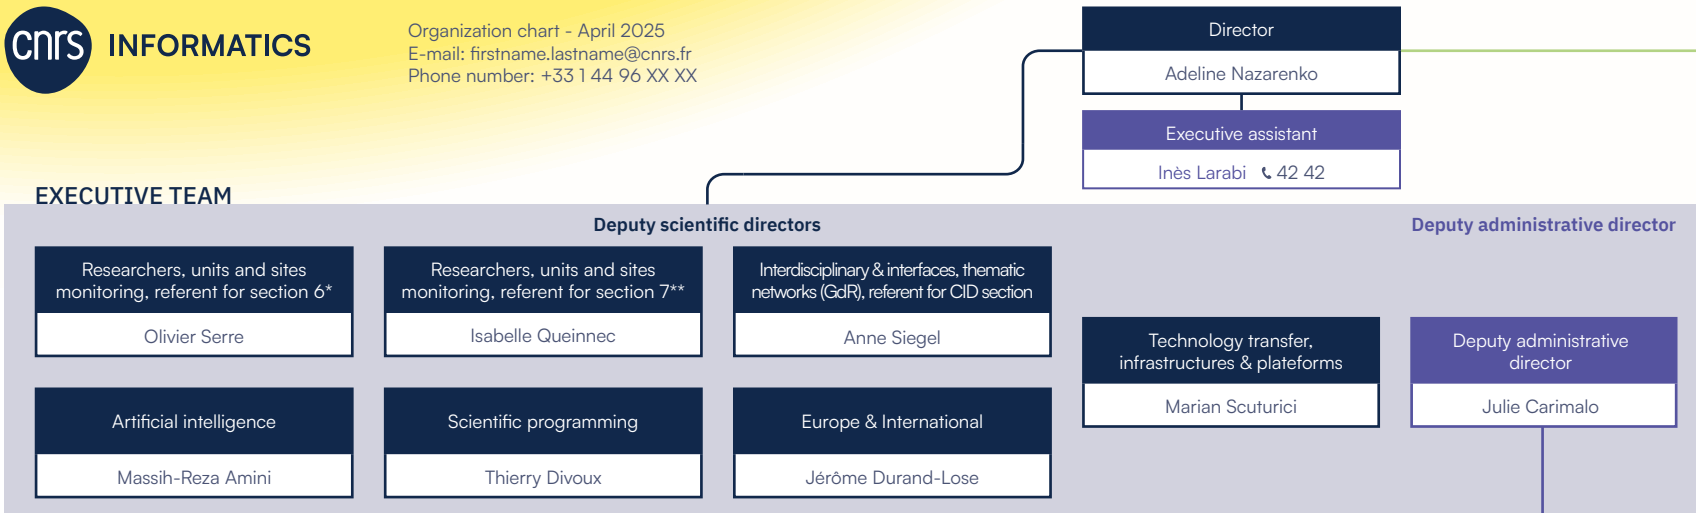 cnrs
INFORMATICS
Organization chart - April 2025
E-mail: firstname.lastname@cnrs.fr
Phone number: +33 1 44 96 XX XX
Director
Adeline Nazarenko
Executive assistant
Inès Larabi 42 42
EXECUTIVE TEAM
Deputy scientific directors
Deputy administrative director
Researchers, units and sites
monitoring, referent for section 6*
Olivier Serre
Researchers, units and sites
monitoring, referent for section 7**
Isabelle Queinnec
Interdisciplinary & interfaces, thematic
networks (GdR), referent for CID section
Anne Siegel
Technology transfer,
infrastructures & plateforms
Marian Scuturici
Deputy administrative
director
Julie Carimalo
Artificial intelligence
Massih-Reza Amini
Scientific programming
Thierry Divoux
Europe & International
Jérôme Durand-Lose